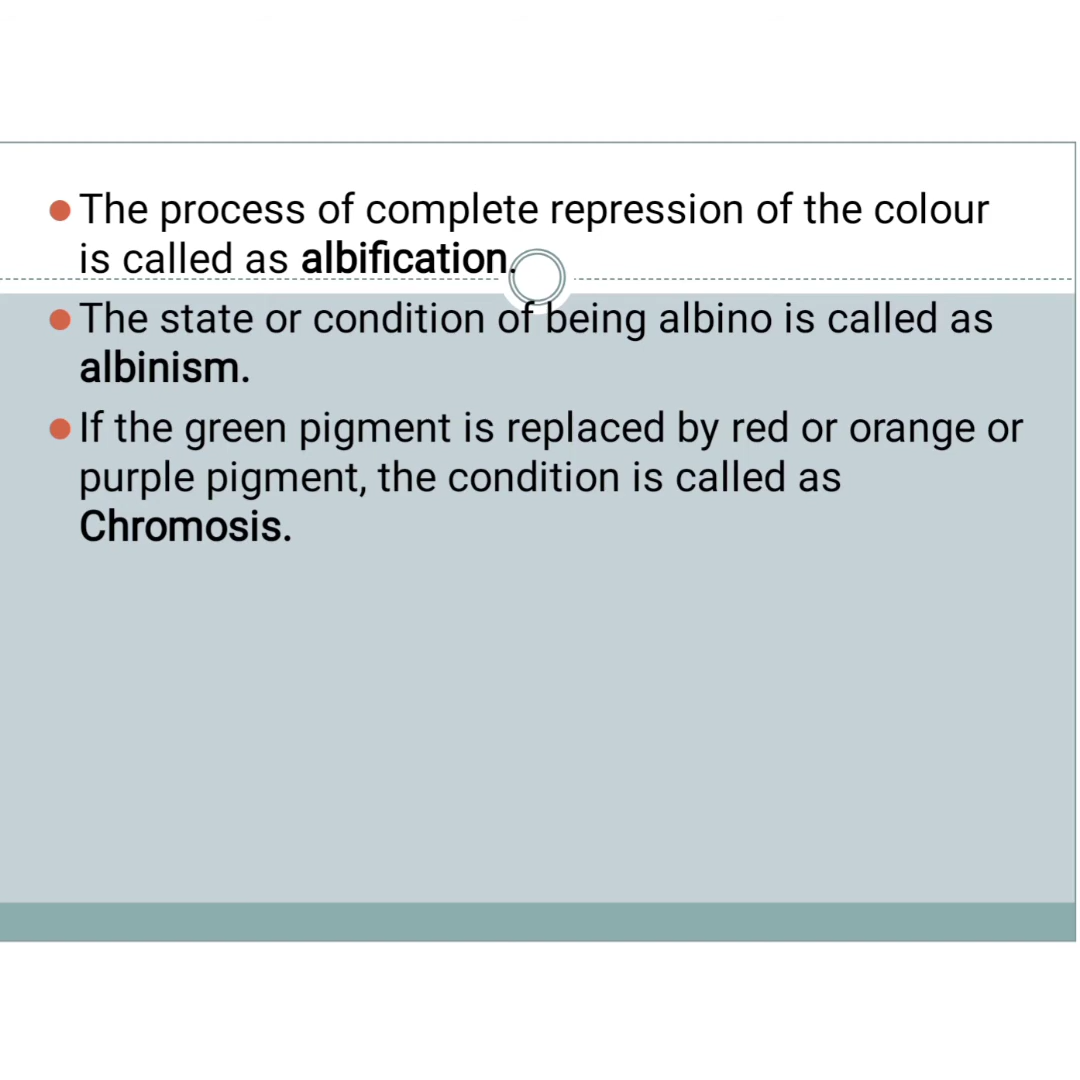 The process of complete repression of the colour
is called as albification.
The state or condition of being albino is called as
albinism.
If the green pigment is replaced by red or orange or
purple pigment, the condition is called as
Chromosis.